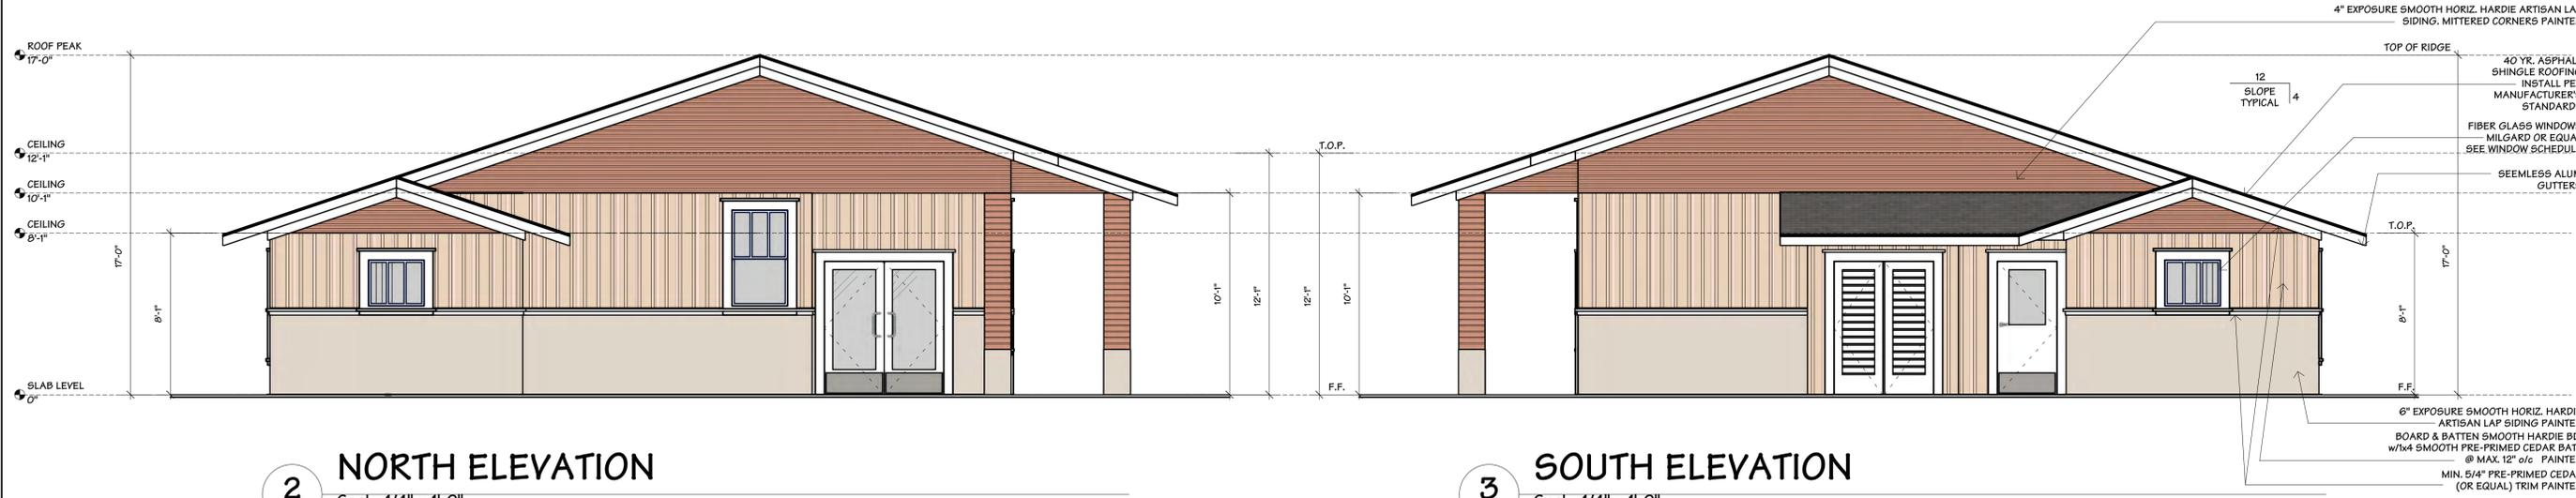 ROOF PEAK
17'-0"
CEILING
12'-1"
CEILING
10'-1"
CEILING
8'-1"
SLAB LEVEL
0"
17'-0"
8'-1"
10'-1"
12'-1"
2
NORTH ELEVATION
T.O.P.
F.F.
12'-1"
10'-1"
3
SOUTH ELEVATION
4" EXPOSURE SMOOTH HORIZ. HARDIE ARTISAN LA
SIDING. MITTERED CORNERS PAINTE
TOP OF RIDGE
12
SLOPE
TYPICAL
4
40 YR. ASPHAL
SHINGLE ROOFING
INSTALL PE
MANUFACTURER'
STANDARD
FIBER GLASS WINDOW
MILGARD OR EQUA
SEE WINDOW SCHEDUL
SEEMLESS ALUM
GUTTER
T.O.P.
17'-0"
8'-1"
F.F.
6" EXPOSURE SMOOTH HORIZ. HARDI
ARTISAN LAP SIDING PAINTE
BOARD & BATTEN SMOOTH HARDIE BD
w/1x4 SMOOTH PRE-PRIMED CEDAR BAT
@ MAX. 12" o/c PAINTE
MIN. 5/4" PRE-PRIMED CEDA
(OR EQUAL) TRIM PAINTE